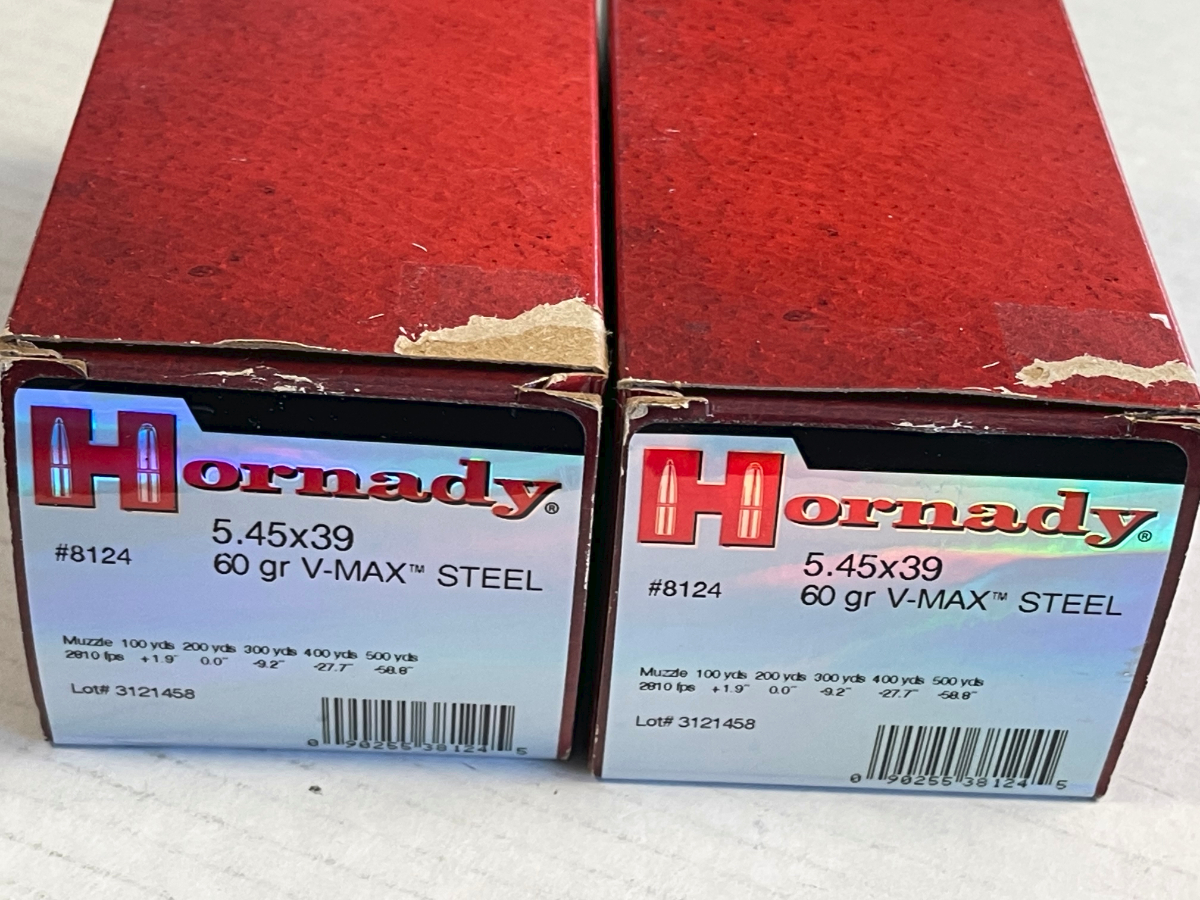 Hornady®
5.45x39
#8124
60 gr V-MAX™ STEEL
Muzzle 100 yds 200 yds 300 yds 400 yds 500 yds
2810 fps +1.9" 0.0" -9.2" -27.7" -58.8"
Lot# 3121458
0 90255 38124 5
Hornady®
5.45x39
#8124
60 gr V-MAX™ STEEL
Muzzle 100 yds 200 yds 300 yds 400 yds 500 yds
2810 fps +1.9" 0.0" -9.2" -27.7" -58.8"
Lot# 3121458
0 90255 38124 5